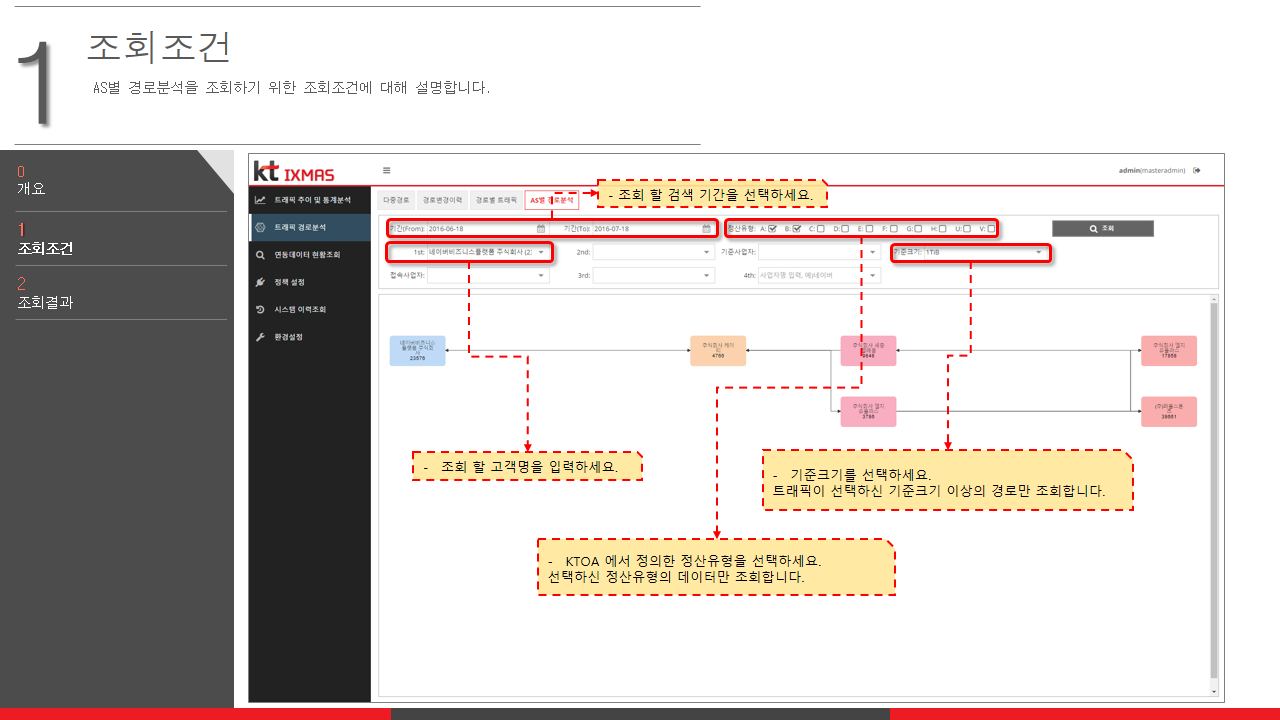 1
조회조건
AS별 경로분석을 조회하기 위한 조회조건에 대해 설명합니다.
0
개요
1
조회조건
2
조회결과
kt IXMAS
admin(masteradmin)
트래픽 추이 및 통계분석
트래픽 경로분석
연동데이터 현황조회
정책 설정
시스템 이력조회
환경설정
다중경로 경로변경이력 경로별 트래픽 AS별 경로분석
- 조회 할 검색 기간을 선택하세요.
기간(From): 2016-06-18 기간(To): 2016-07-18 정산유형: A: B: C: D: E: F: G: H: U: V: 조회
1st: 네이버비즈니스플랫폼 주식회사 (2: 2nd: 기준사업자: 기준크기: 1TiB
접속사업자: 3rd: 4th: 사업자명 입력, 예)네이버
네이버비즈니스
플랫폼 주식회
사
23576
주식회사 케이
티
4766
주식회사 세종
텔레콤
9848
주식회사 엘지
유플러스
17858
주식회사 엘지
유플러스
3786
38661
- 조회 할 고객명을 입력하세요.
- 기준크기를 선택하세요.
트래픽이 선택하신 기준크기 이상의 경로만 조회합니다.
- KTOA 에서 정의한 정산유형을 선택하세요.
선택하신 정산유형의 데이터만 조회합니다.